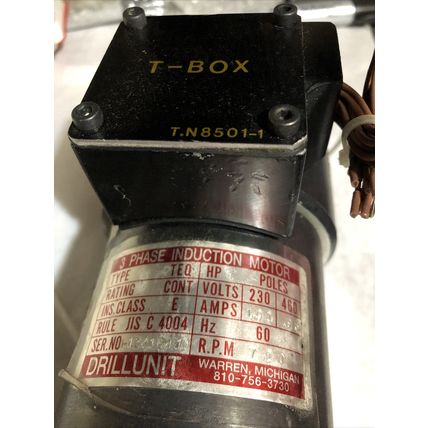 T-BOX
T.N8501-1
3 PHASE INDUCTION MOTOR
TYPE TEQ HP POLES
RATING CONT VOLTS 230 460
INS.CLASS E AMPS
RULE JIS C 4004 Hz 60
SER.NO R.P.M
DRILLUNIT WARREN, MICHIGAN
810-756-3730